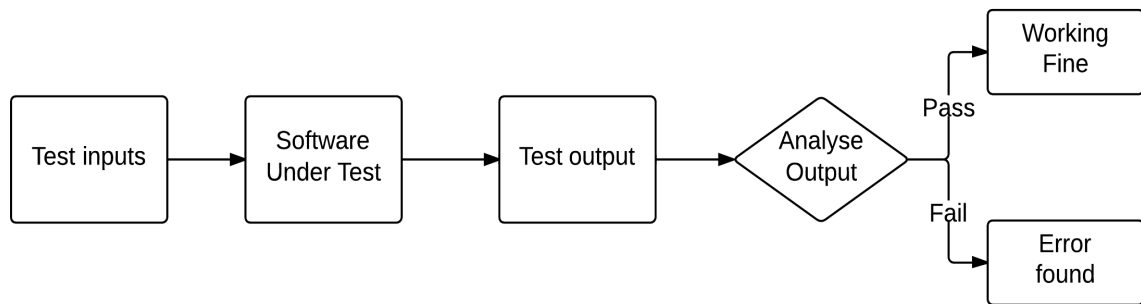 Test inputs
Software
Under Test
Test output
Analyse
Output
Pass
Working
Fine
Fail
Error
found